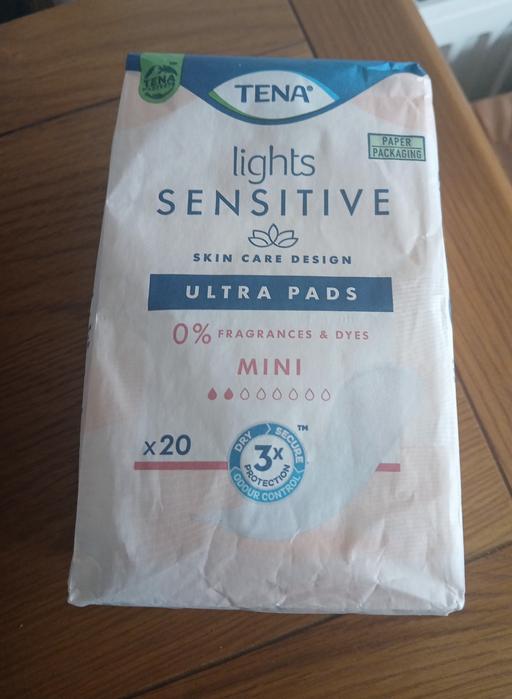 TENA
TENA®
PAPER
PACKAGING
lights
SENSITIVE
SKIN CARE DESIGN
ULTRA PADS
0% FRAGRANCES & DYES
MINI
x20
DRY
SECURE
3x
PROTECTION
ODOUR CONTROL
TM